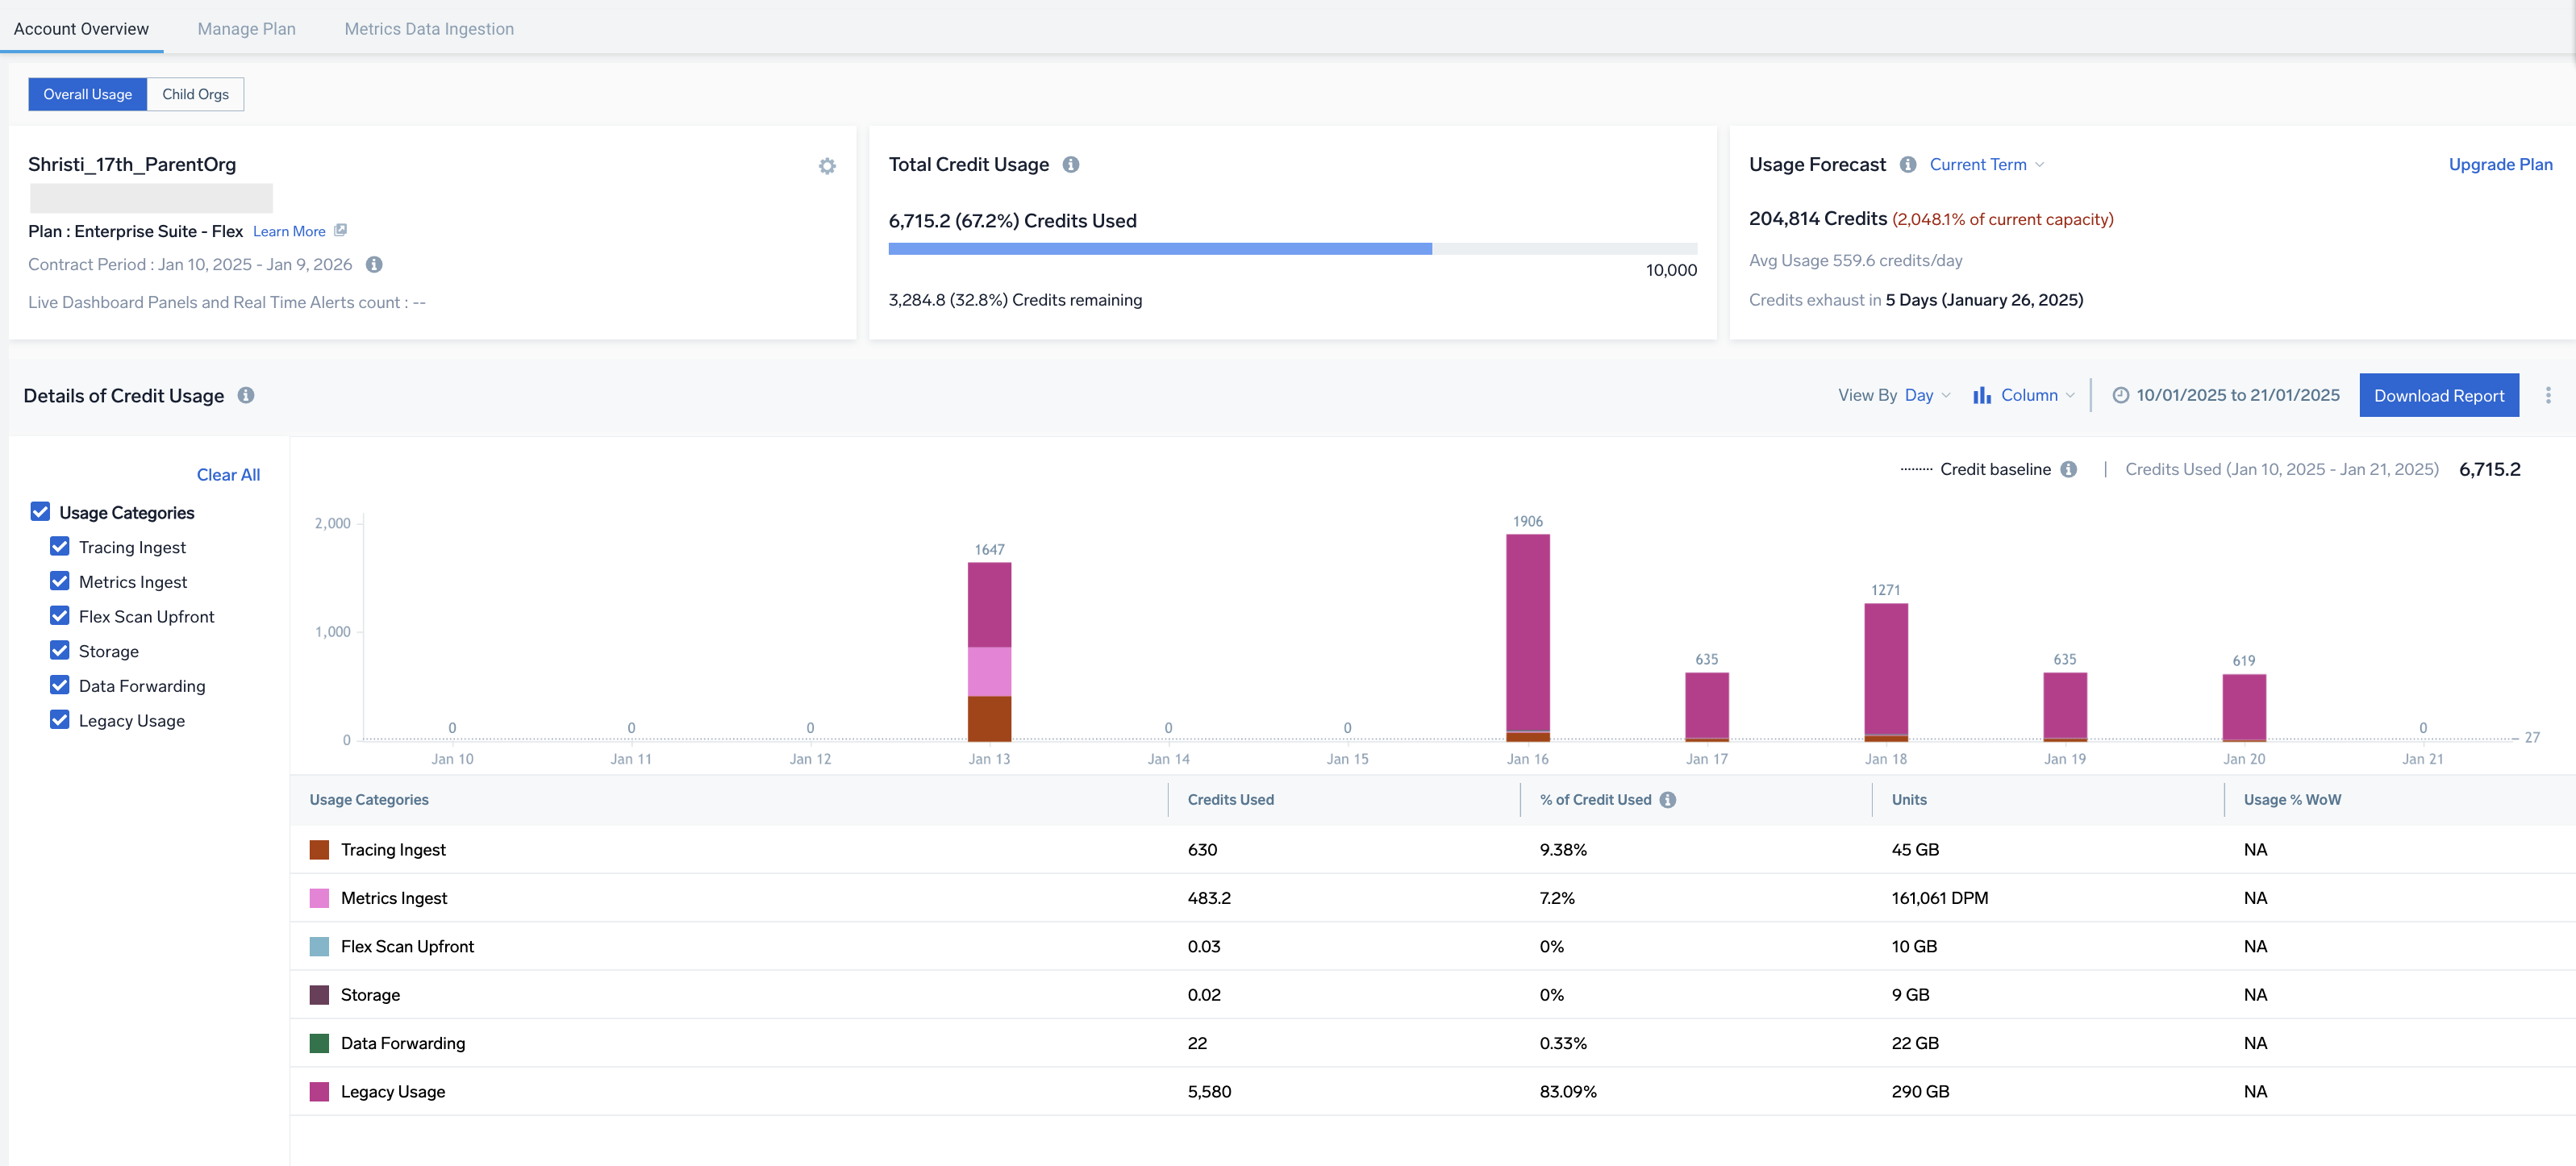 Account Overview
Manage Plan
Metrics Data Ingestion
Overall Usage
Child Orgs
Shristi_17th_ParentOrg
Plan : Enterprise Suite - Flex Learn More
Contract Period : Jan 10, 2025 - Jan 9, 2026
Live Dashboard Panels and Real Time Alerts count : --
Total Credit Usage
6,715.2 (67.2%) Credits Used
10,000
3,284.8 (32.8%) Credits remaining
Usage Forecast Current Term
Upgrade Plan
204,814 Credits (2,048.1% of current capacity)
Avg Usage 559.6 credits/day
Credits exhaust in 5 Days (January 26, 2025)
Details of Credit Usage
View By Day
Column
10/01/2025 to 21/01/2025
Download Report
Clear All
Usage Categories
Tracing Ingest
Metrics Ingest
Flex Scan Upfront
Storage
Data Forwarding
Legacy Usage
Credit baseline | Credits Used (Jan 10, 2025 - Jan 21, 2025) 6,715.2
2,000
1,000
0
0 0 0 1647 0 0 1906 635 1271 635 619 0
27
Jan 10 Jan 11 Jan 12 Jan 13 Jan 14 Jan 15 Jan 16 Jan 17 Jan 18 Jan 19 Jan 20 Jan 21
Usage Categories Credits Used % of Credit Used Units Usage % WoW
Tracing Ingest 630 9.38% 45 GB NA
Metrics Ingest 483.2 7.2% 161,061 DPM NA
Flex Scan Upfront 0.03 0% 10 GB NA
Storage 0.02 0% 9 GB NA
Data Forwarding 22 0.33% 22 GB NA
Legacy Usage 5,580 83.09% 290 GB NA